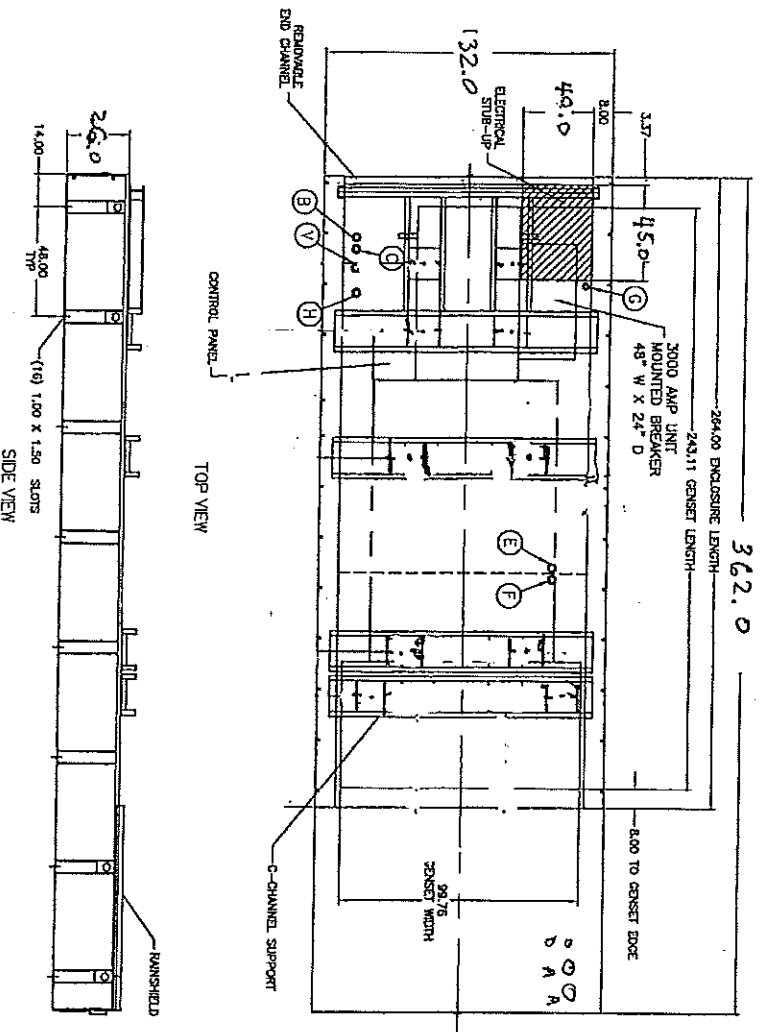 362.0
264.00 ENCLOSURE LENGTH
243.11 GENSET LENGTH
3.37
45.0
8.00
49.0
132.0
ELECTRICAL
STUB-UP
REMOVABLE
END CHANNEL
G
3000 AMP UNIT
MOUNTED BREAKER
48" W X 24" D
B
C
V
H
E
F
8.00 TO GENSET EDGE
99.76
GENSET WIDTH
D A A
CONTROL PANEL
C-CHANNEL SUPPORT
TOP VIEW
14.00
26.0
48.00
TYP
(16) 1.00 X 1.50 SLOTS
RAINSHIELD
SIDE VIEW